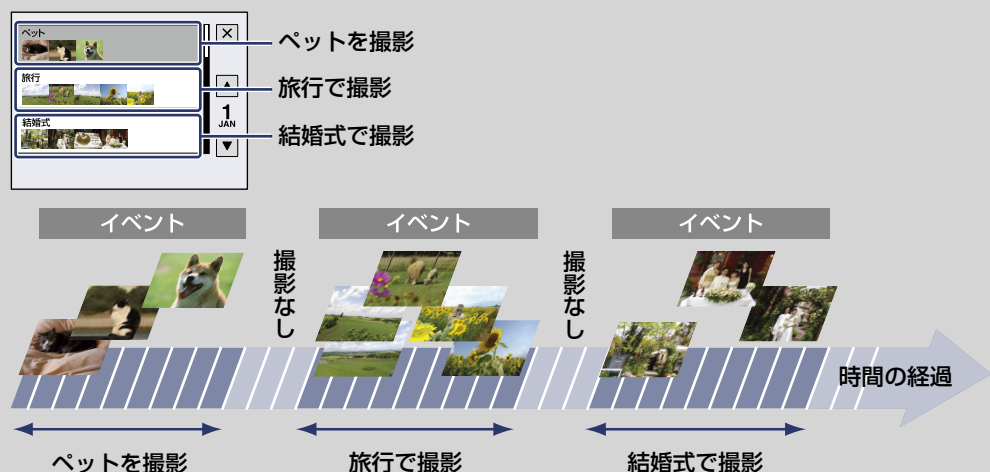 ペット
×
ペットを撮影
旅行
▲
旅行で撮影
1
JAN
結婚式
▼
結婚式で撮影
イベント
イベント
イベント
撮影なし
撮影なし
時間の経過
ペットを撮影
旅行で撮影
結婚式で撮影